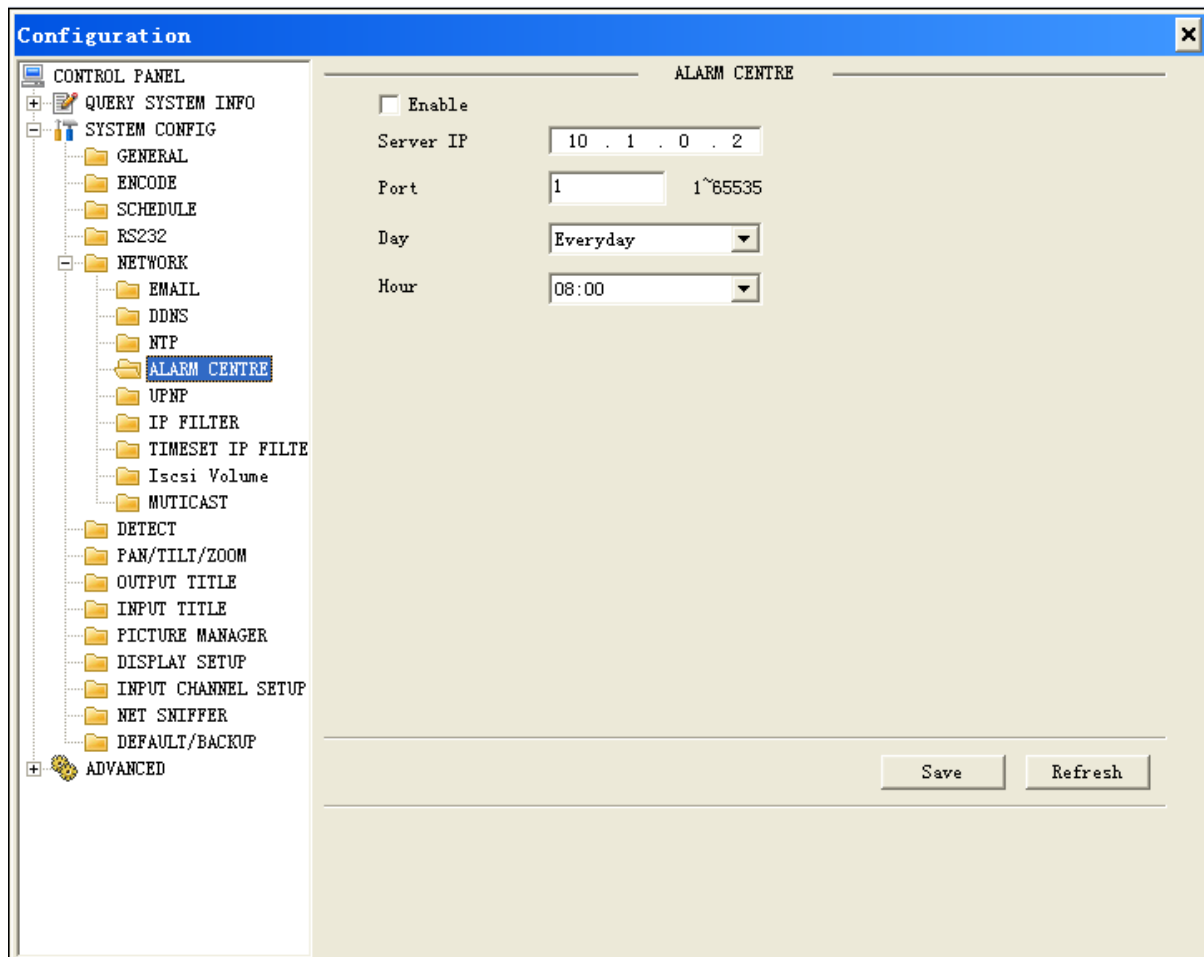 Configuration
CONTROL PANEL
QUERY SYSTEM INFO
SYSTEM CONFIG
GENERAL
ENCODE
SCHEDULE
RS232
NETWORK
EMAIL
DDNS
NTP
ALARM CENTRE
UPNP
IP FILTER
TIMESET IP FILTE
Iscsi Volume
MUTICAST
DETECT
PAN/TILT/ZOOM
OUTPUT TITLE
INPUT TITLE
PICTURE MANAGER
DISPLAY SETUP
INPUT CHANNEL SETUP
NET SNIFFER
DEFAULT/BACKUP
ADVANCED
ALARM CENTRE
Enable
Server IP 10 . 1 . 0 . 2
Port 1 1~65535
Day Everyday
Hour 08:00
Save Refresh